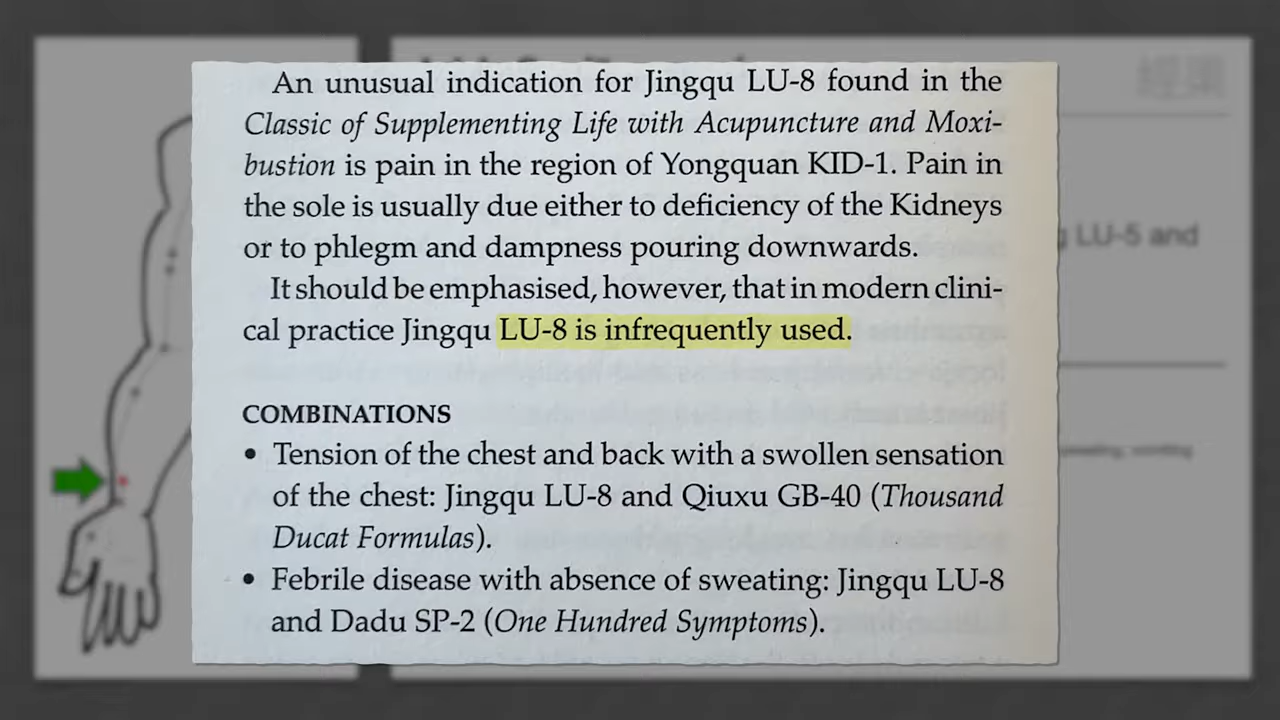 An unusual indication for Jingqu LU-8 found in the
Classic of Supplementing Life with Acupuncture and Moxi-
bustion is pain in the region of Yongquan KID-1. Pain in
the sole is usually due either to deficiency of the Kidneys
or to phlegm and dampness pouring downwards.
It should be emphasised, however, that in modern clini-
cal practice Jingqu LU-8 is infrequently used.
COMBINATIONS
• Tension of the chest and back with a swollen sensation
of the chest: Jingqu LU-8 and Qiuxu GB-40 (Thousand
Ducat Formulas).
• Febrile disease with absence of sweating: Jingqu LU-8
and Dadu SP-2 (One Hundred Symptoms).
LU-5 and